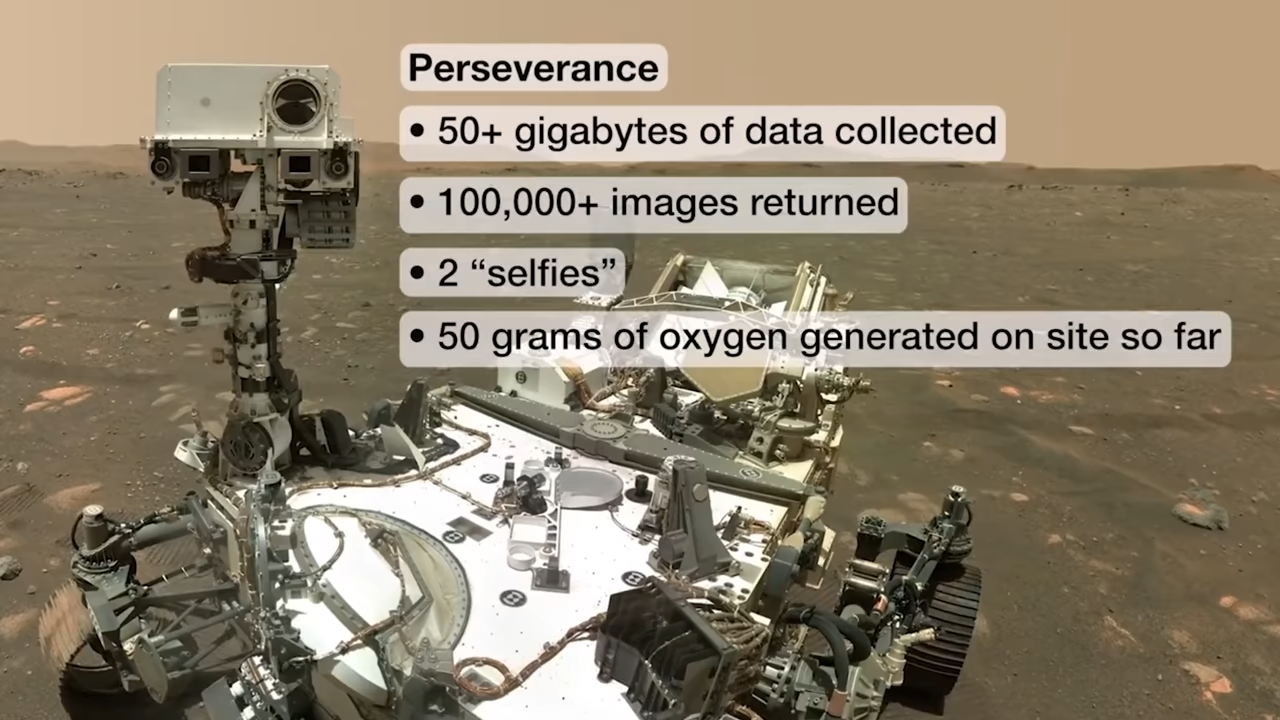 Perseverance
• 50+ gigabytes of data collected
• 100,000+ images returned
• 2 “selfies”
• 50 grams of oxygen generated on site so far